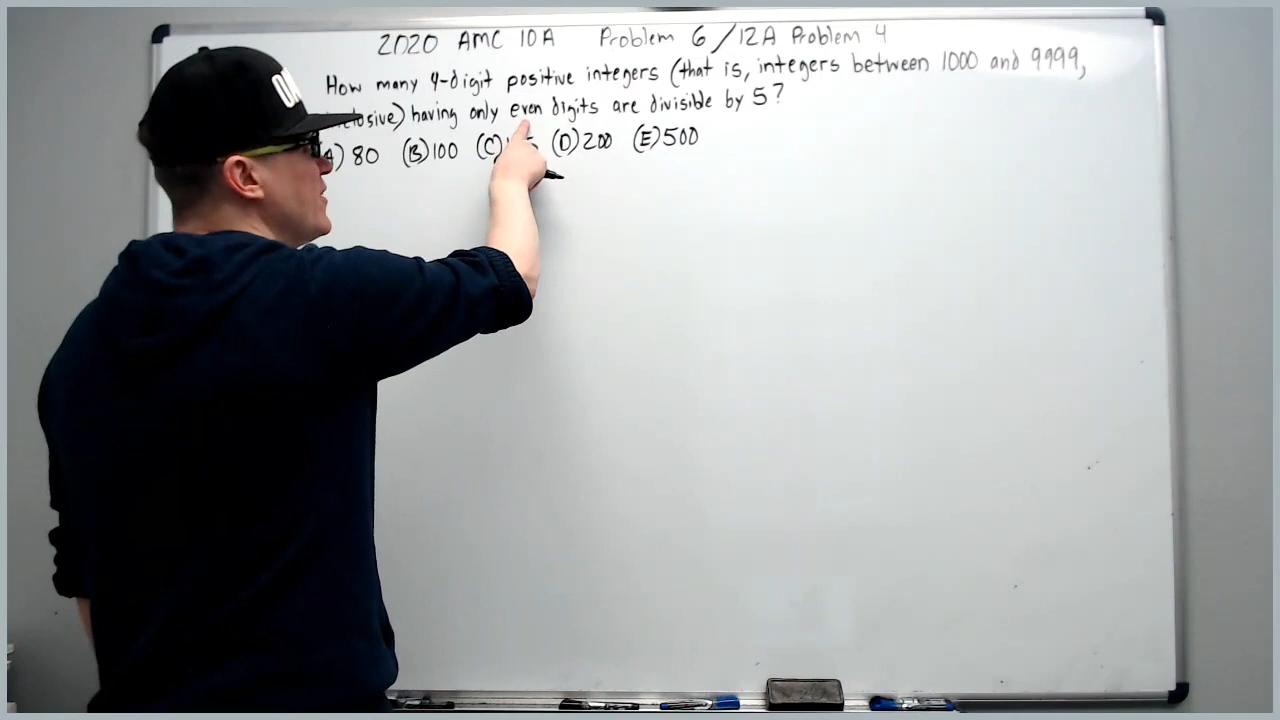 2020 AMC 10A Problem 6/12A Problem 4
How many 4-digit positive integers (that is, integers between 1000 and 9999,
having only even digits are divisible by 5?
80 (B) 100 (C) (D) 200 (E) 500